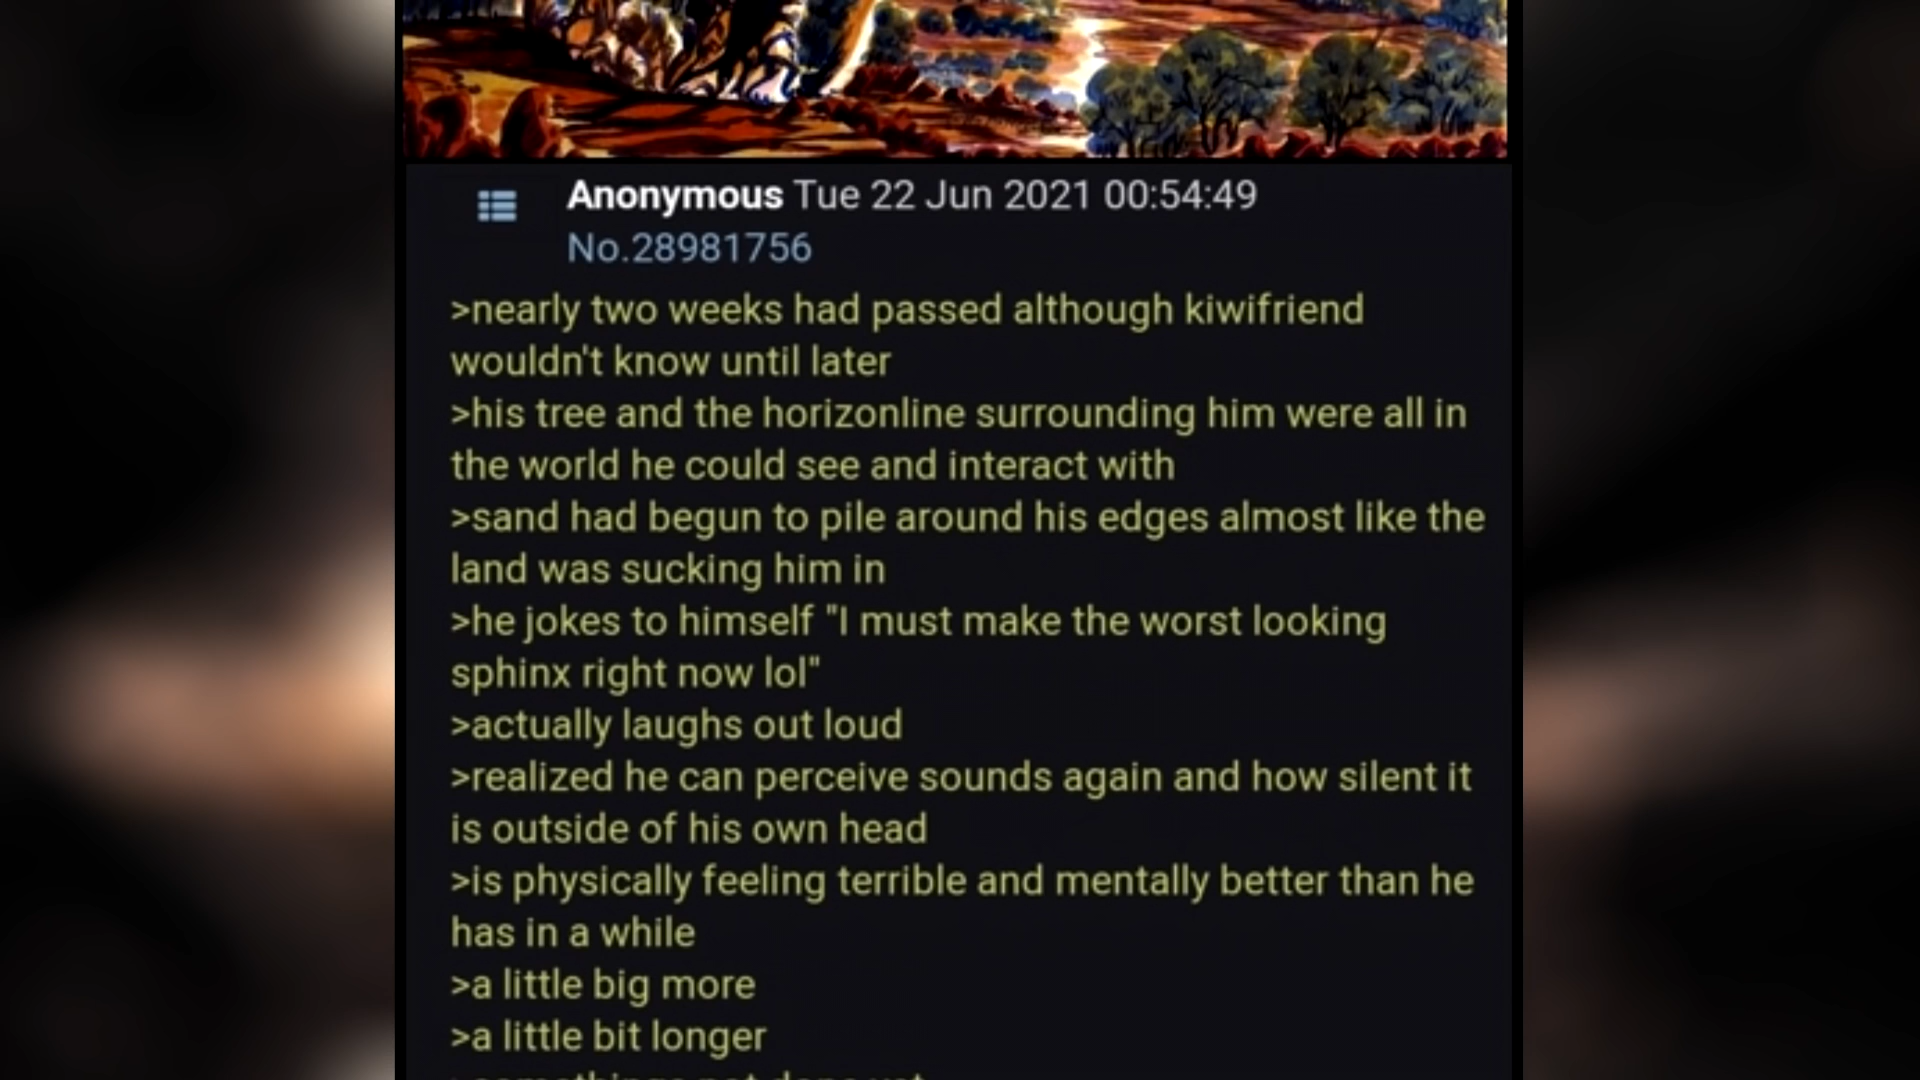 Anonymous Tue 22 Jun 2021 00:54:49
No.28981756
>nearly two weeks had passed although kiwifriend
wouldn't know until later
>his tree and the horizonline surrounding him were all in
the world he could see and interact with
>sand had begun to pile around his edges almost like the
land was sucking him in
>he jokes to himself "I must make the worst looking
sphinx right now lol"
>actually laughs out loud
>realized he can perceive sounds again and how silent it
is outside of his own head
>is physically feeling terrible and mentally better than he
has in a while
>a little big more
>a little bit longer